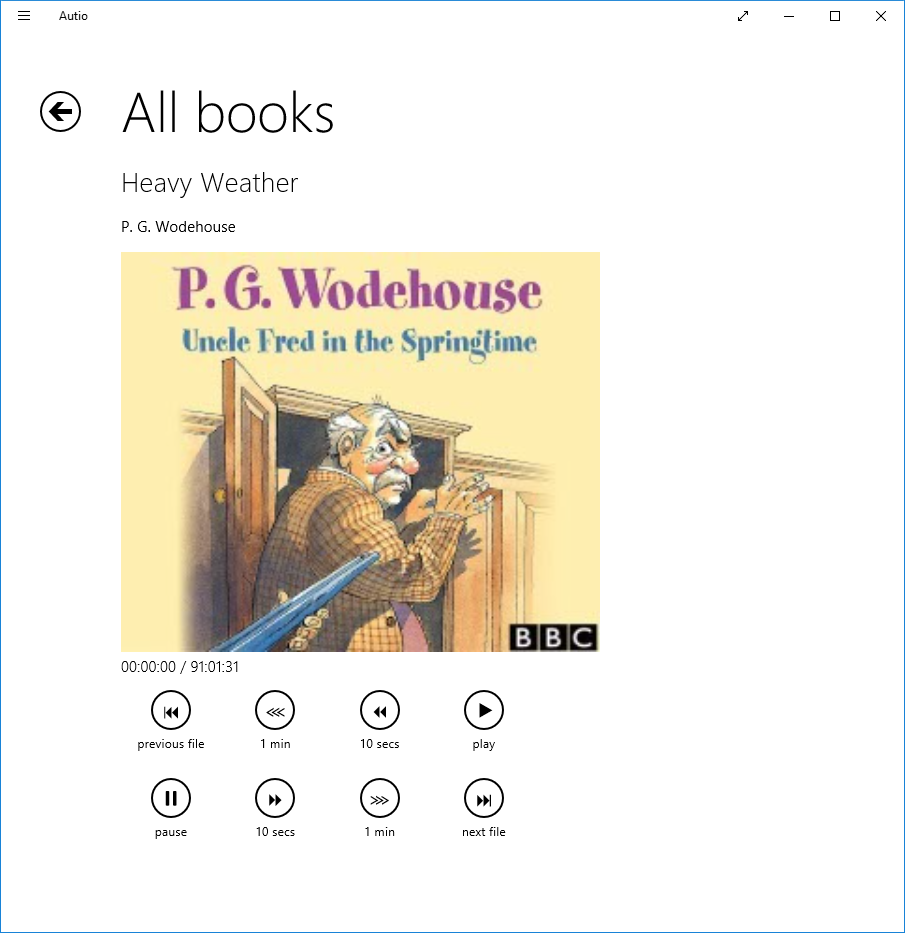 Autio
All books
Heavy Weather
P. G. Wodehouse
P. G. Wodehouse
Uncle Fred in the Springtime
BBC
00:00:00 / 91:01:31
previous file
1 min
10 secs
play
pause
10 secs
1 min
next file